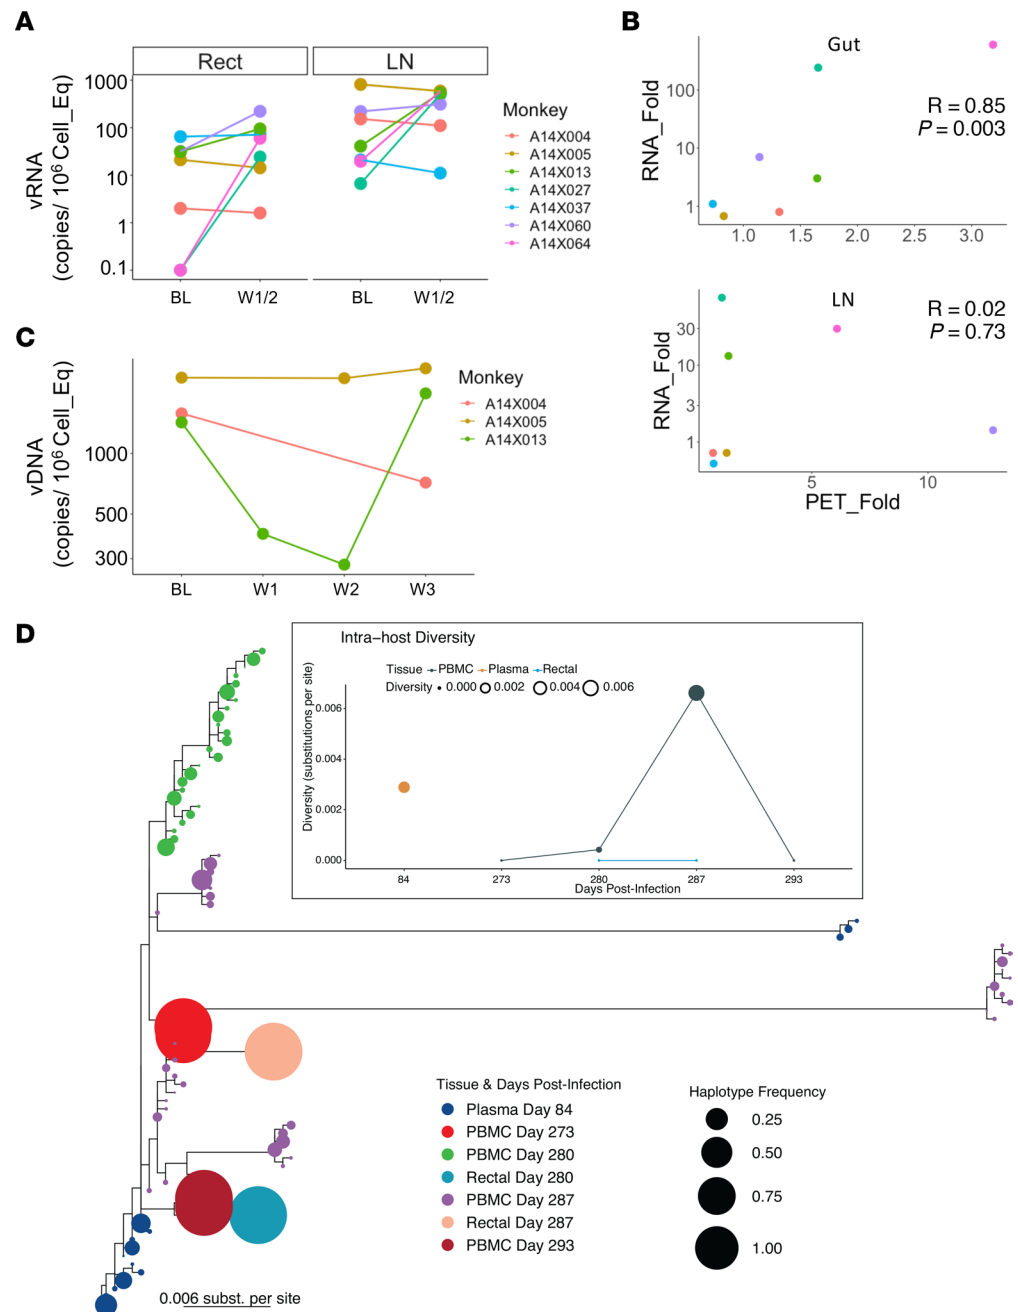 A
Rect
LN
vRNA
(copies/ 10⁶ Cell_Eq)
1000
100
10
1
0.1
BL
W1/2
BL
W1/2
Monkey
A14X004
A14X005
A14X013
A14X027
A14X037
A14X060
A14X064
B
Gut
R = 0.85
P = 0.003
RNA_Fold
100
10
1
1.0
1.5
2.0
2.5
3.0
LN
R = 0.02
P = 0.73
RNA_Fold
30
10
3
1
5
10
PET_Fold
C
vDNA
(copies/ 10⁶ Cell_Eq)
1000
500
300
BL
W1
W2
W3
Monkey
A14X004
A14X005
A14X013
D
Intra−host Diversity
Tissue PBMC Plasma Rectal
Diversity 0.000 0.002 0.004 0.006
Diversity (substitutions per site)
0.006
0.004
0.002
0.000
84
273
280
287
293
Days Post-Infection
Tissue & Days Post-Infection
Plasma Day 84
PBMC Day 273
PBMC Day 280
Rectal Day 280
PBMC Day 287
Rectal Day 287
PBMC Day 293
Haplotype Frequency
0.25
0.50
0.75
1.00
0.006 subst. per site